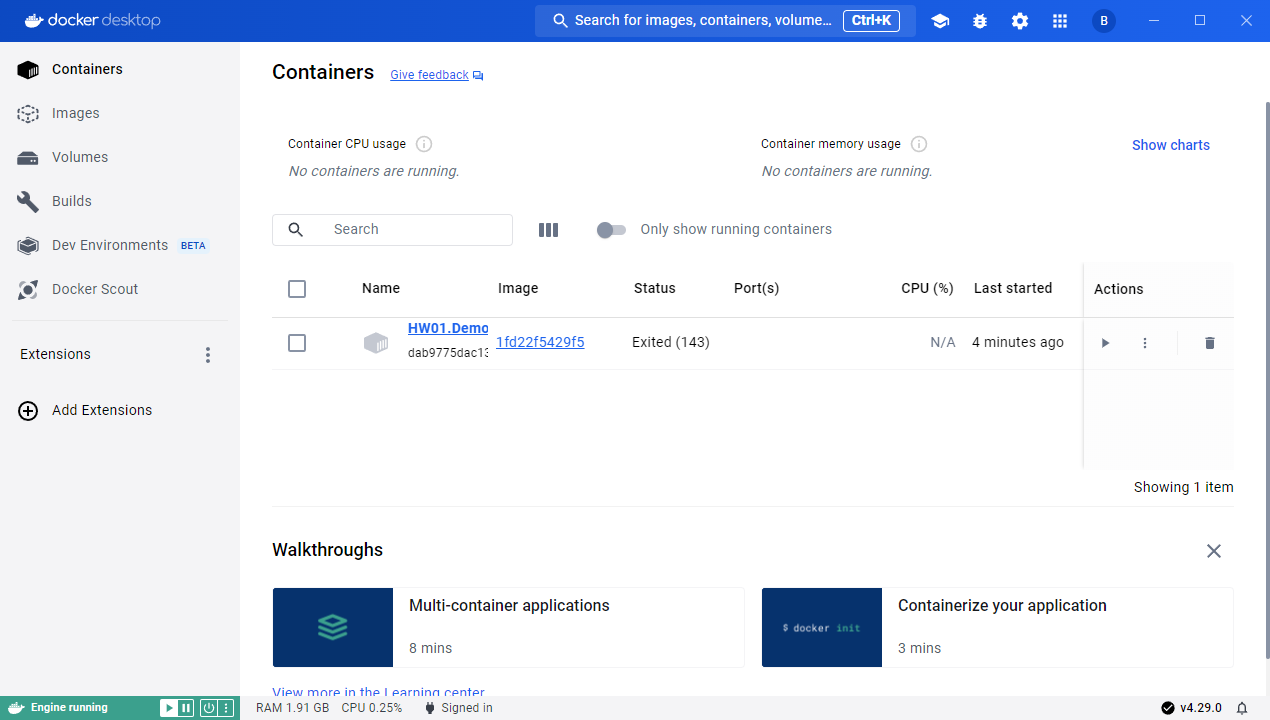 docker desktop
Search for images, containers, volume... Ctrl+K
B
Containers
Images
Volumes
Builds
Dev Environments BETA
Docker Scout
Extensions
Add Extensions
Containers Give feedback
Container CPU usage
No containers are running.
Container memory usage
No containers are running.
Show charts
Search
Only show running containers
Name Image Status Port(s) CPU (%) Last started Actions
HW01.Demo
dab9775dac13
1fd22f5429f5 Exited (143) N/A 4 minutes ago
Showing 1 item
Walkthroughs
Multi-container applications
8 mins
$ docker init
Containerize your application
3 mins
View more in the Learning center
Engine running
RAM 1.91 GB CPU 0.25% Signed in
v4.29.0